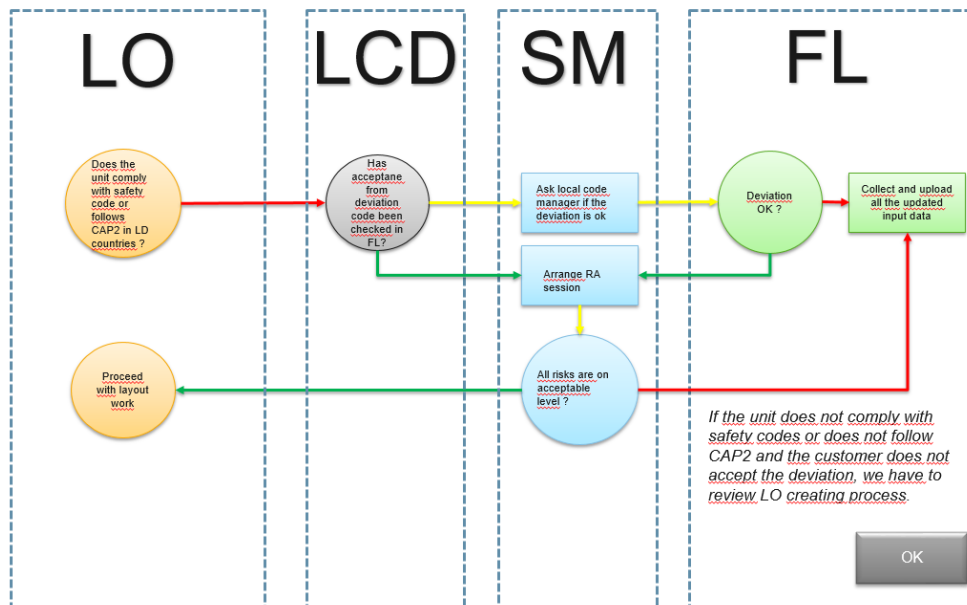 LO
LCD
SM
FL
Does the
unit comply
with safety
code or
follows
CAP2 in LD
countries ?
Has
acceptane
from
deviation
code been
checked in
FL?
Ask local code
manager if the
deviation is ok
Deviation
OK ?
Collect and upload
all the updated
input data
Arrange RA
session
Proceed
with layout
work
All risks are on
acceptable
level ?
If the unit does not comply with
safety codes or does not follow
CAP2 and the customer does not
accept the deviation, we have to
review LO creating process.
OK